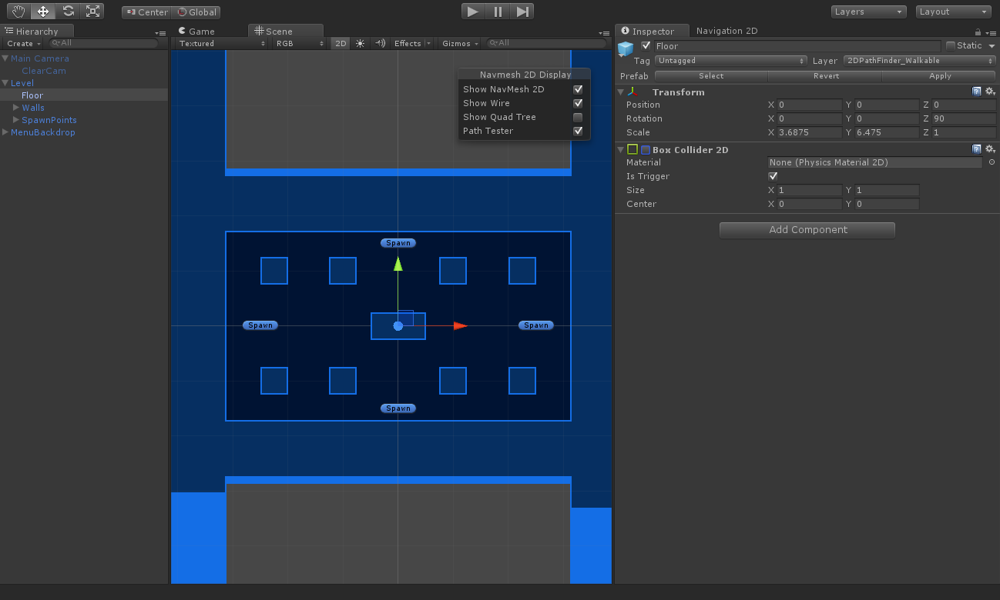 Center Global
Layers Layout
Hierarchy
Create All
Main Camera
ClearCam
Level
Floor
Walls
SpawnPoints
MenuBackdrop
Game Scene
Textured RGB 2D Effects Gizmos All
Navmesh 2D Display
Show NavMesh 2D
Show Wire
Show Quad Tree
Path Tester
Spawn
Spawn
Spawn
Spawn
Inspector Navigation 2D
Floor Static
Tag Untagged Layer 2DPathFinder_Walkable
Prefab Select Revert Apply
Transform
Position X 0 Y 0 Z 0
Rotation X 0 Y 0 Z 90
Scale X 3.6875 Y 6.475 Z 1
Box Collider 2D
Material None (Physics Material 2D)
Is Trigger
Size X 1 Y 1
Center X 0 Y 0
Add Component